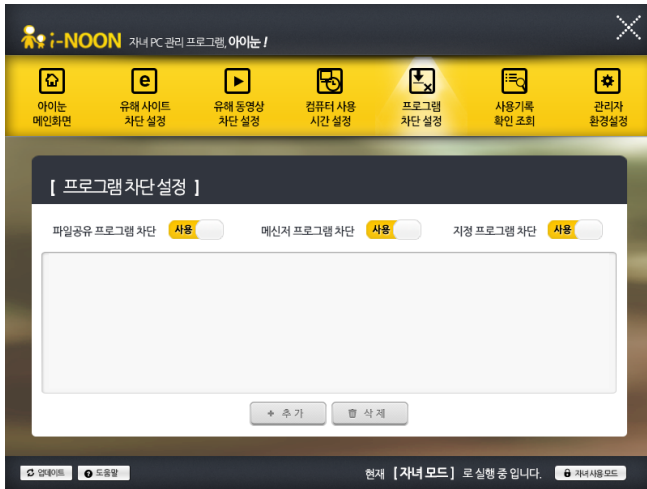 i-NOON 자녀 PC 관리 프로그램, 아이눈!
아이눈
메인화면
유해 사이트
차단 설정
유해 동영상
차단 설정
컴퓨터 사용
시간 설정
프로그램
차단 설정
사용기록
확인 조회
관리자
환경설정
[ 프로그램 차단 설정 ]
파일공유 프로그램 차단 사용 메신저 프로그램 차단 사용 지정 프로그램 차단 사용
+ 추 가 삭 제
업데이트 ? 도움말 현재 [ 자녀 모드 ] 로 실행 중 입니다. 자녀사용모드